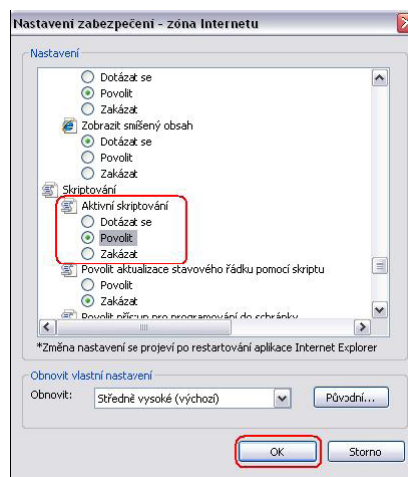 Nastavení zabezpečení - zóna Internetu
Nastavení
Dotázat se
Povolit
Zakázat
Zobrazit smíšený obsah
Dotázat se
Povolit
Zakázat
Skriptování
Aktivní skriptování
Dotázat se
Povolit
Zakázat
Povolit aktualizace stavového řádku pomocí skriptu
Povolit
Zakázat
Povolit přístup pro programování do schránky
*Změna nastavení se projeví po restartování aplikace Internet Explorer
Obnovit vlastní nastavení
Obnovit: Středně vysoké (výchozí) Původní...
OK Storno